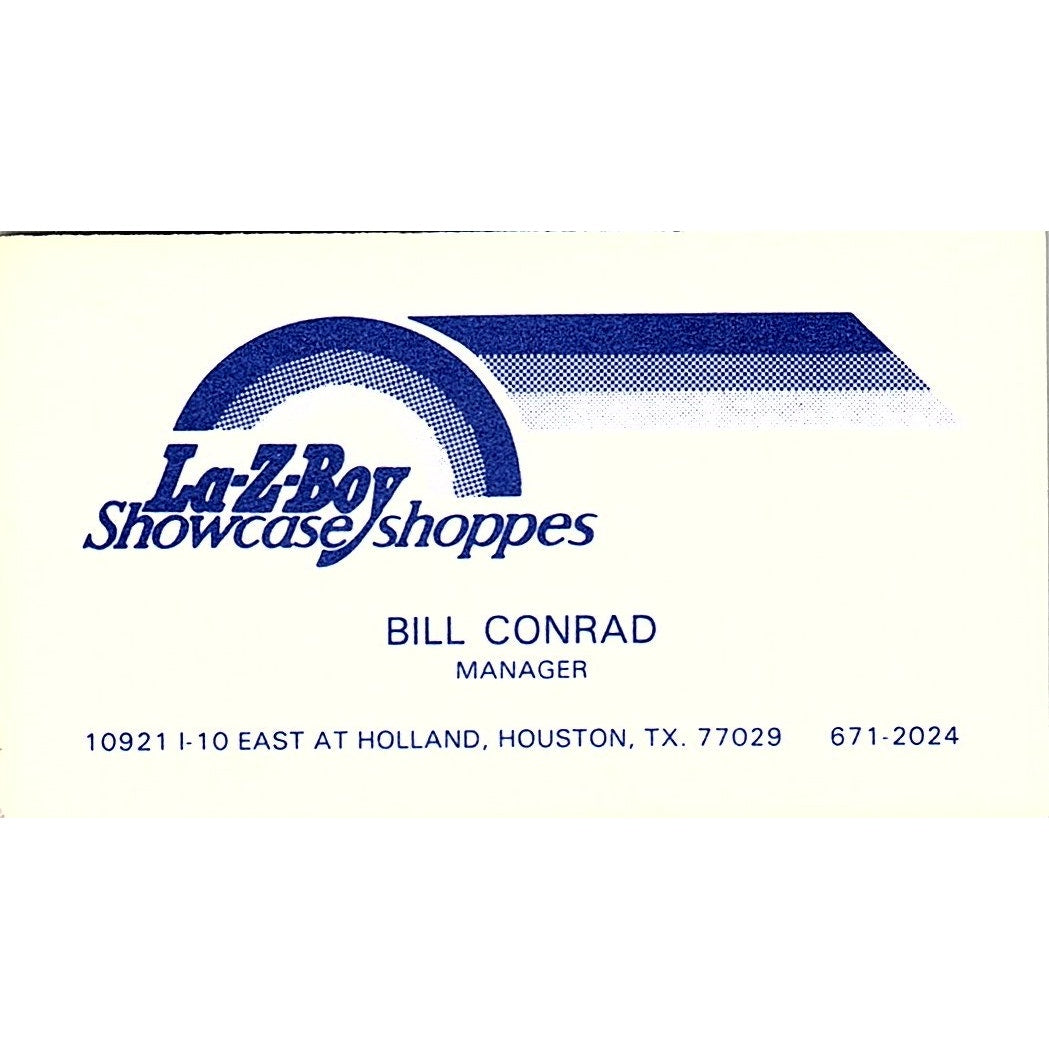 La-Z-Boy
Showcase shoppes
BILL CONRAD
MANAGER
10921 I-10 EAST AT HOLLAND, HOUSTON, TX. 77029 671-2024